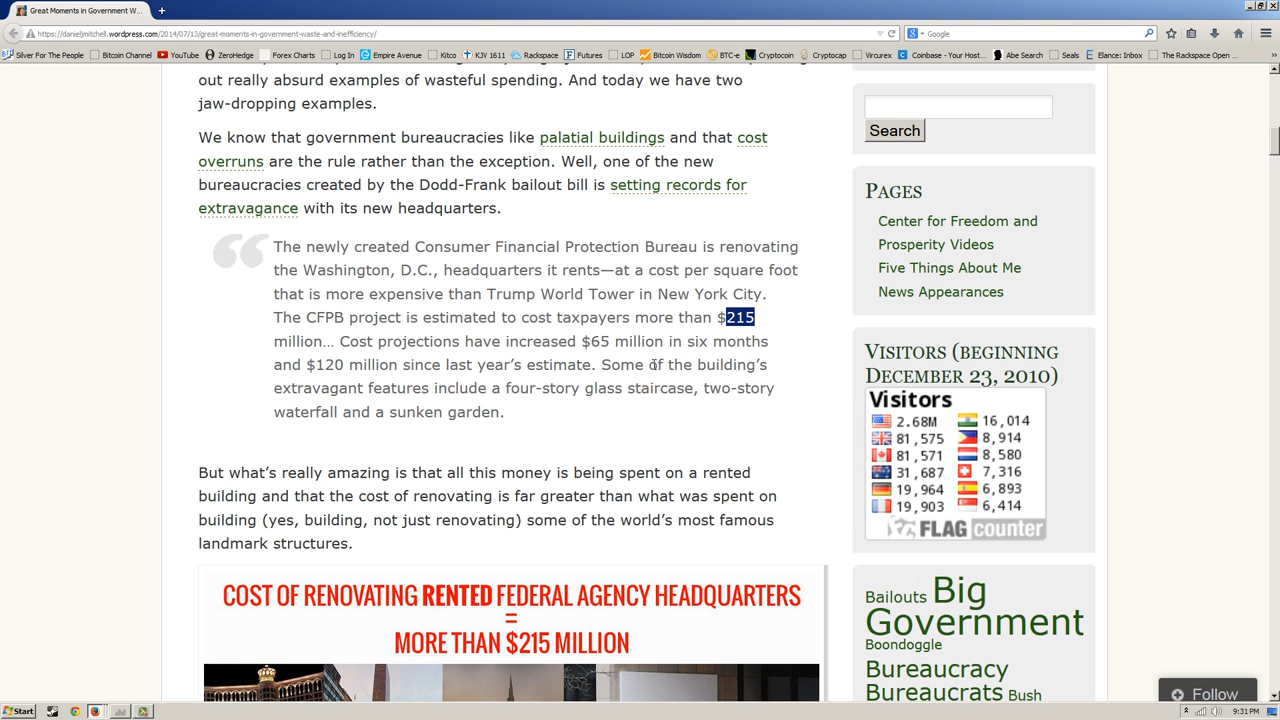 Great Moments in Government W...
https://danieljmitchell.wordpress.com/2014/07/13/great-moments-in-government-waste-and-inefficiency/
Google
Silver For The People
Bitcoin Channel
YouTube
ZeroHedge
Forex Charts
Log In
Empire Avenue
Kitco
KJV 1611
Rackspace
Futures
LOP
Bitcoin Wisdom
BTC-e
Cryptocoin
Cryptocap
Vircurex
Coinbase - Your Host...
Abe Search
Seals
Elance: Inbox
The Rackspace Open ...
out really absurd examples of wasteful spending. And today we have two
jaw-dropping examples.
We know that government bureaucracies like palatial buildings and that cost
overruns are the rule rather than the exception. Well, one of the new
bureaucracies created by the Dodd-Frank bailout bill is setting records for
extravagance with its new headquarters.
The newly created Consumer Financial Protection Bureau is renovating
the Washington, D.C., headquarters it rents—at a cost per square foot
that is more expensive than Trump World Tower in New York City.
The CFPB project is estimated to cost taxpayers more than $215
million… Cost projections have increased $65 million in six months
and $120 million since last year’s estimate. Some of the building’s
extravagant features include a four-story glass staircase, two-story
waterfall and a sunken garden.
But what’s really amazing is that all this money is being spent on a rented
building and that the cost of renovating is far greater than what was spent on
building (yes, building, not just renovating) some of the world’s most famous
landmark structures.
COST OF RENOVATING RENTED FEDERAL AGENCY HEADQUARTERS
=
MORE THAN $215 MILLION
Search
PAGES
Center for Freedom and
Prosperity Videos
Five Things About Me
News Appearances
VISITORS (BEGINNING
DECEMBER 23, 2010)
Visitors
2.68M 16,014
81,575 8,914
81,571 8,580
31,687 7,316
19,964 6,893
19,903 6,414
FLAG counter
Bailouts Big
Government
Boondoggle
Bureaucracy
Bureaucrats Bush
Follow
Start
9:31 PM